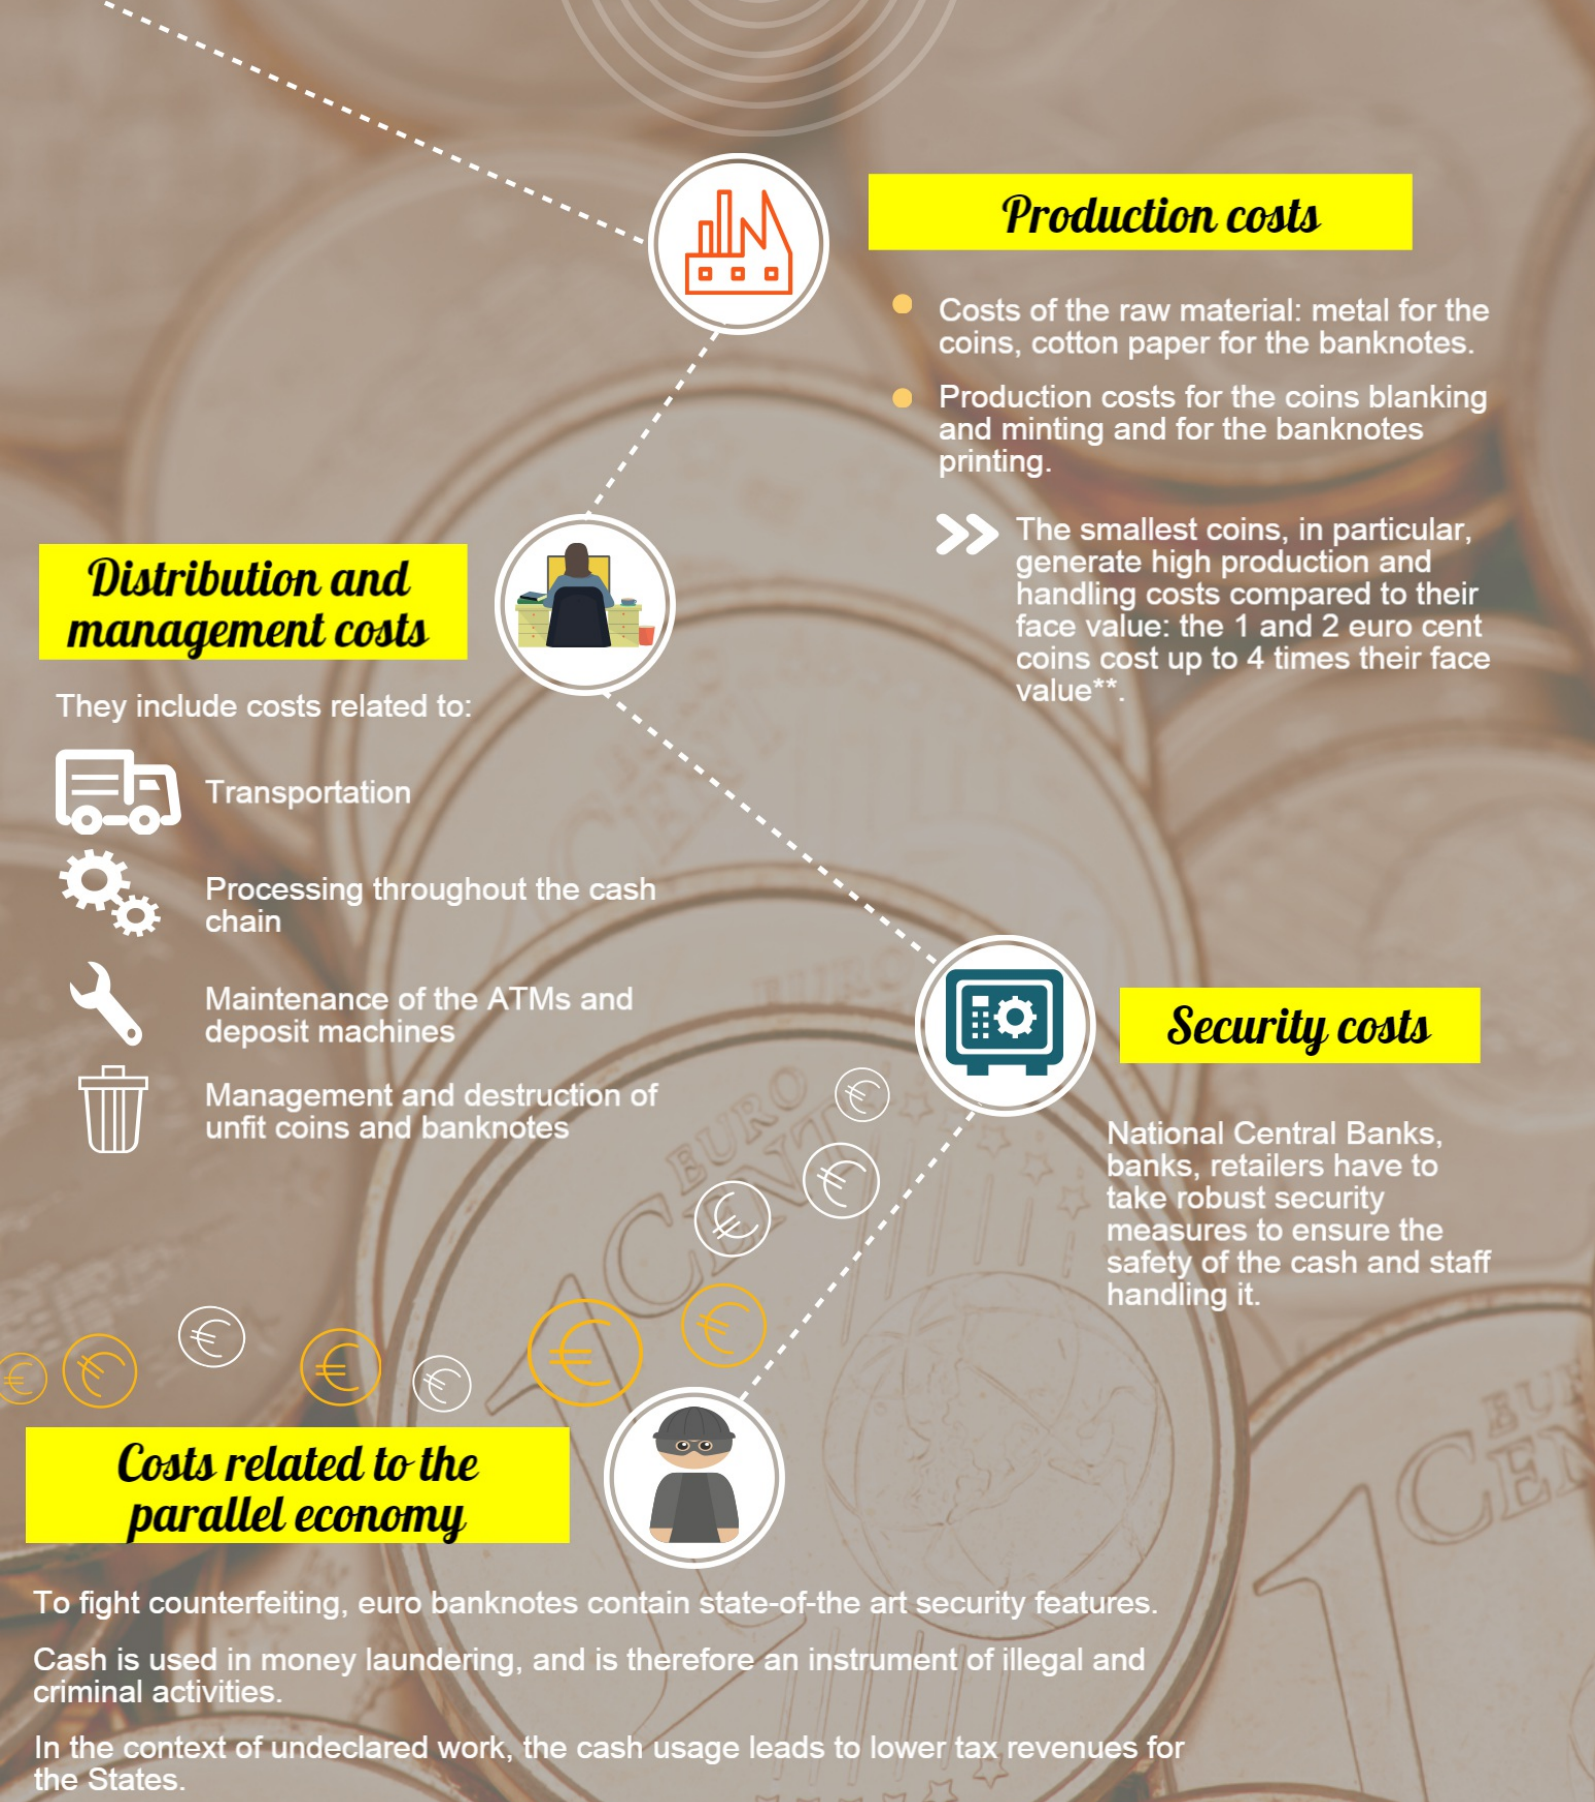 Production costs
Costs of the raw material: metal for the
coins, cotton paper for the banknotes.
Production costs for the coins blanking
and minting and for the banknotes
printing.
The smallest coins, in particular,
generate high production and
handling costs compared to their
face value: the 1 and 2 euro cent
coins cost up to 4 times their face
value**.
Distribution and
management costs
They include costs related to:
Transportation
Processing throughout the cash
chain
Maintenance of the ATMs and
deposit machines
Management and destruction of
unfit coins and banknotes
Security costs
National Central Banks,
banks, retailers have to
take robust security
measures to ensure the
safety of the cash and staff
handling it.
Costs related to the
parallel economy
To fight counterfeiting, euro banknotes contain state-of-the art security features.
Cash is used in money laundering, and is therefore an instrument of illegal and
criminal activities.
In the context of undeclared work, the cash usage leads to lower tax revenues for
the States.
CENT
EURO
EURO
1 CENT
1 CE